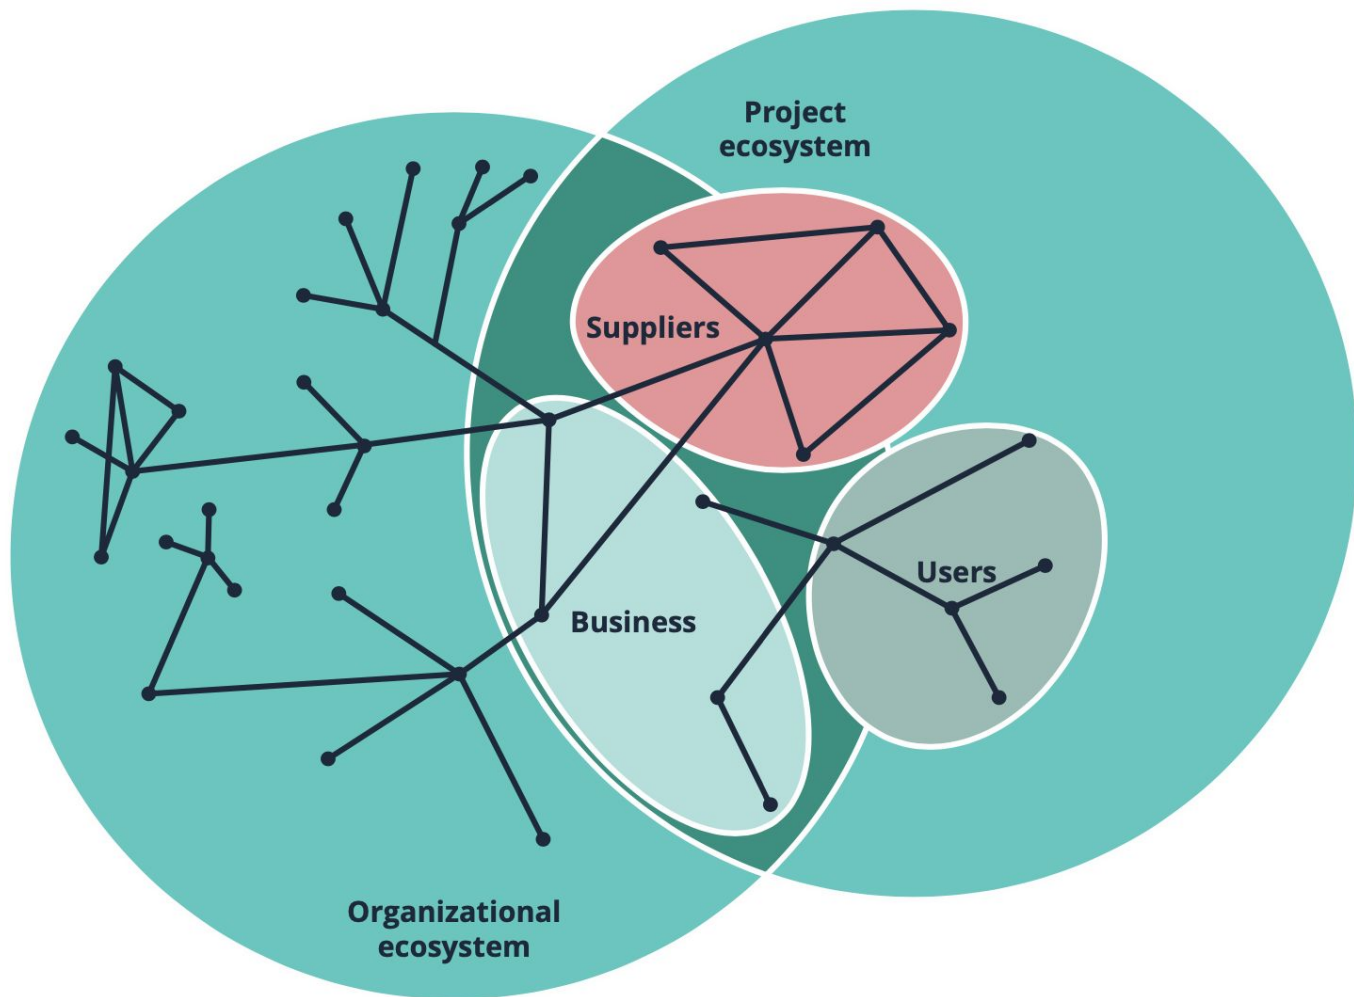 Project
ecosystem
Suppliers
Users
Business
Organizational
ecosystem